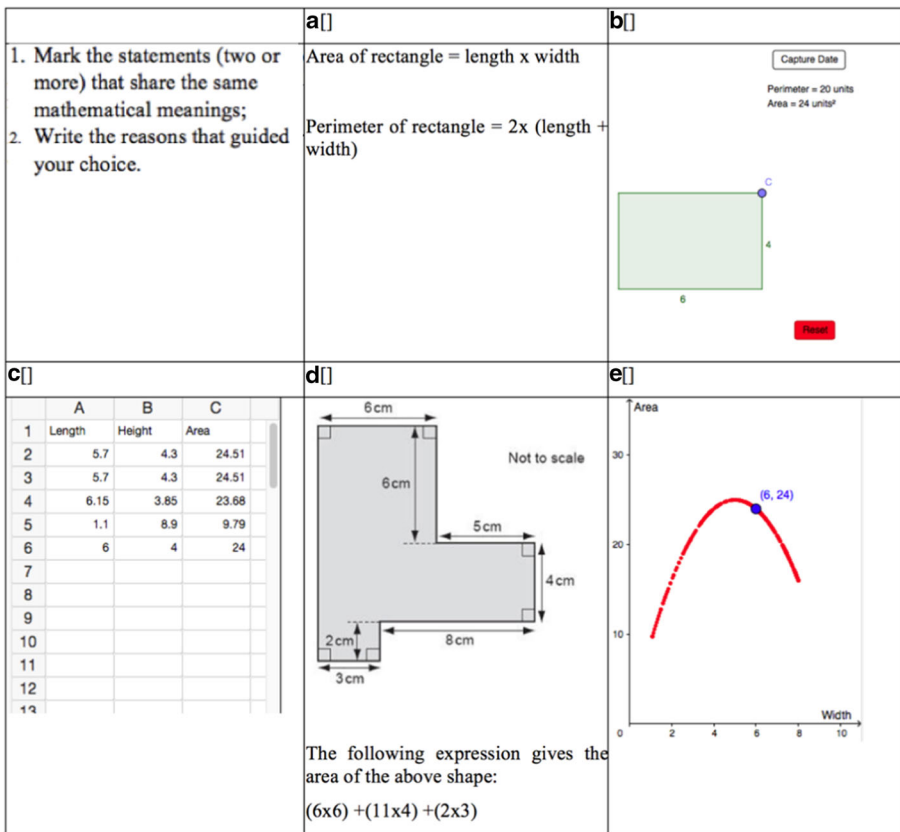 a[]
b[]
1. Mark the statements (two or
more) that share the same
mathematical meanings;
2. Write the reasons that guided
your choice.
Area of rectangle = length x width
Perimeter of rectangle = 2x (length +
width)
Capture Date
Perimeter = 20 units
Area = 24 units²
C
4
6
Reset
c[]
d[]
e[]
A B C
1 Length Height Area
2 5.7 4.3 24.51
3 5.7 4.3 24.51
4 6.15 3.85 23.68
5 1.1 8.9 9.79
6 6 4 24
7
8
9
10
11
12
13
6cm
Not to scale
6cm
5cm
4cm
2cm
8cm
3cm
The following expression gives the
area of the above shape:
(6x6) +(11x4) +(2x3)
Area
30
(6, 24)
20
10
Width
0 2 4 6 8 10